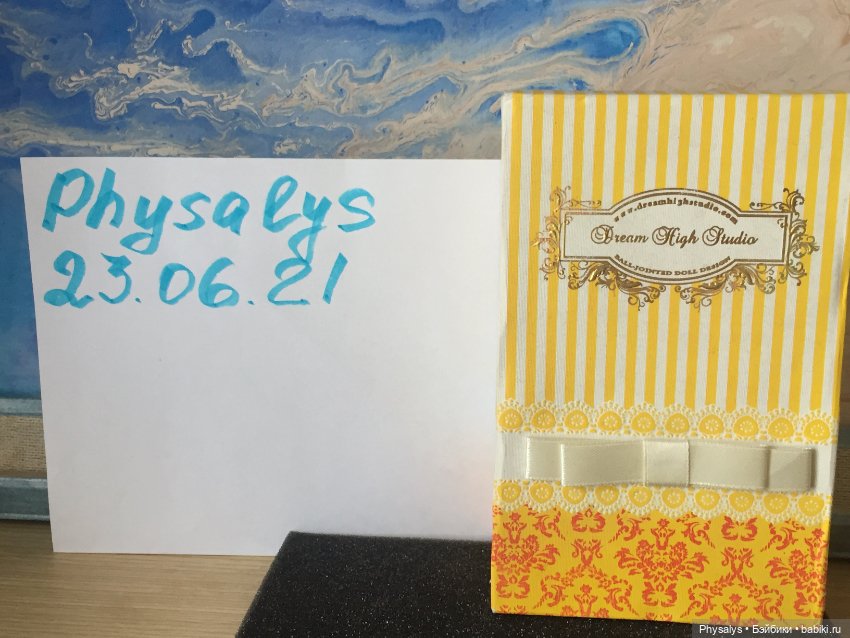 Physalys
23.06.21
www.dreamhighstudio.com
Dream High Studio
BALL-JOINTED DOLL DESIGN
Physalys • Бэйбики • babiki.ru